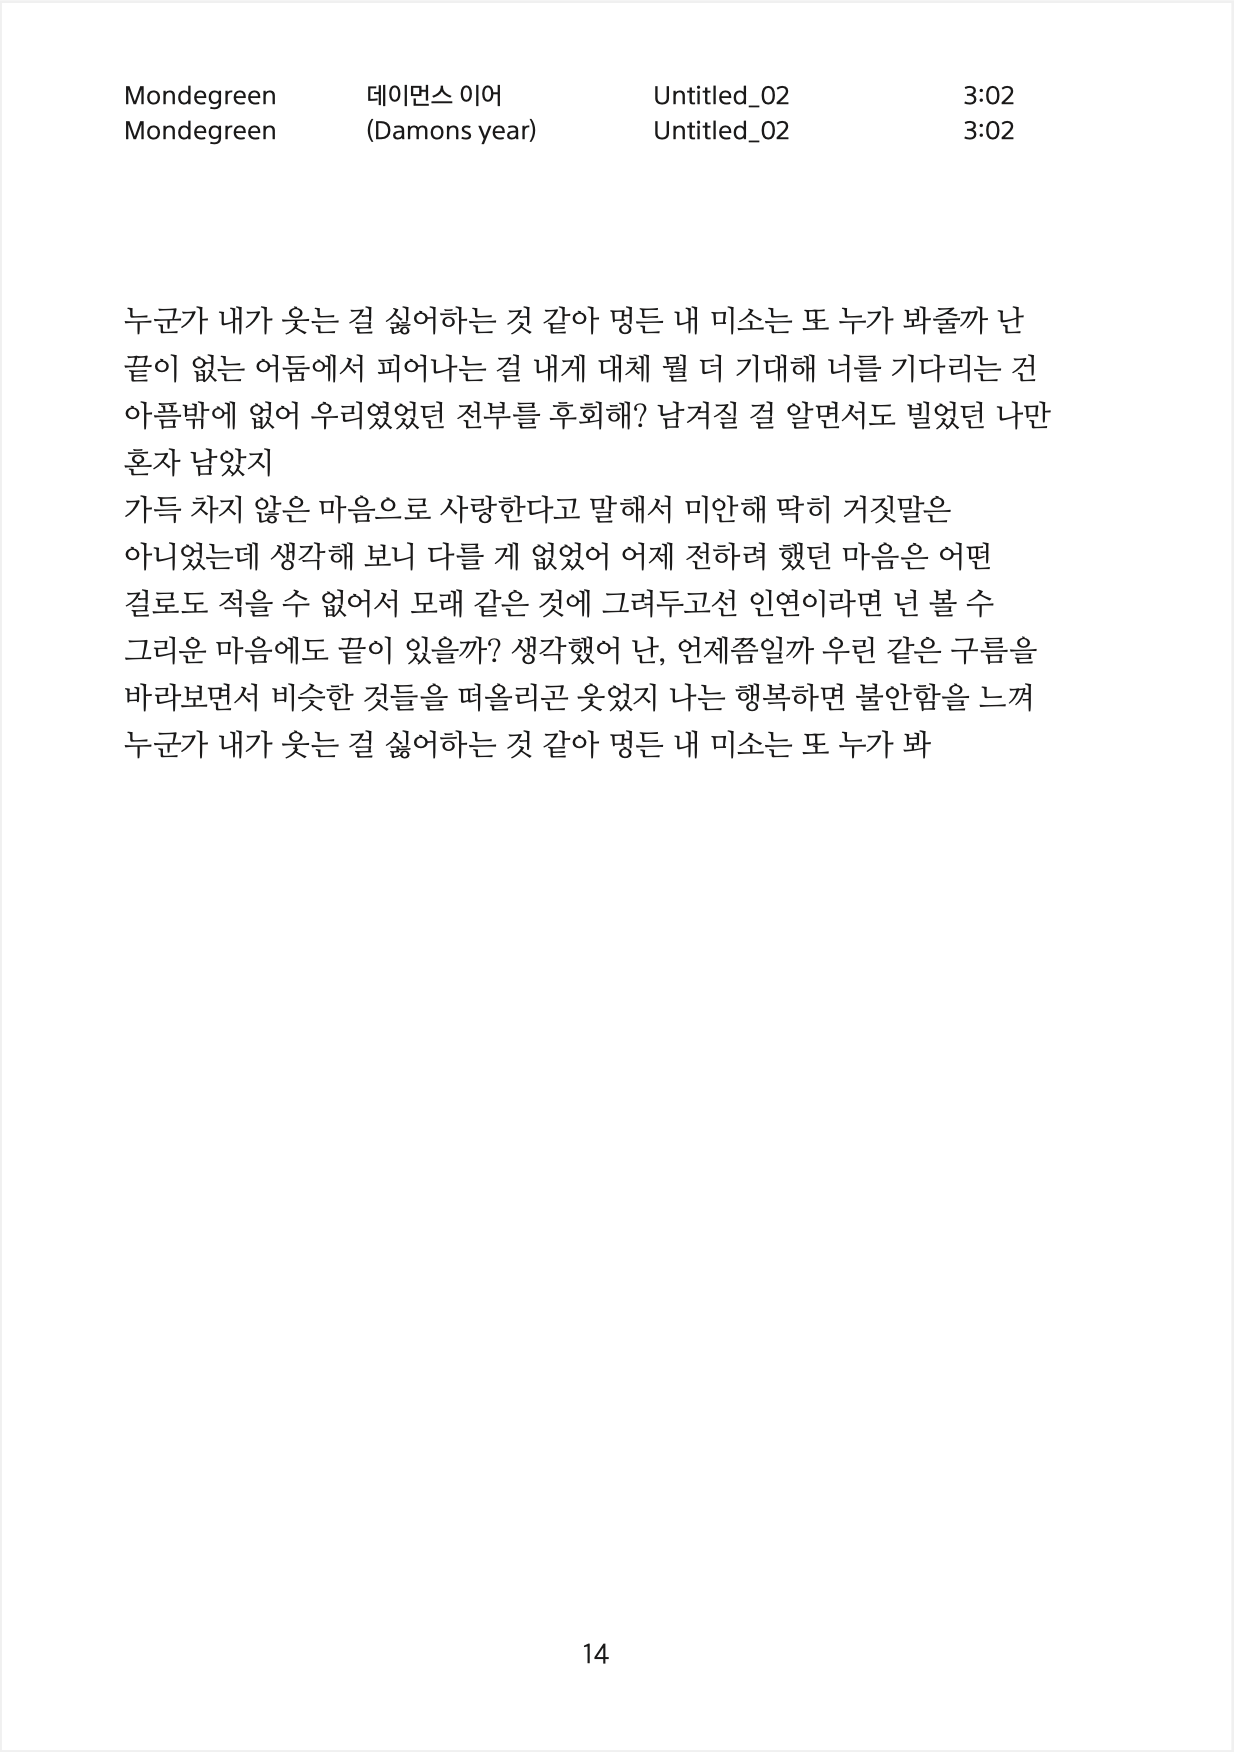 Mondegreen 데이먼스 이어 Untitled_02 3:02
Mondegreen (Damons year) Untitled_02 3:02
누군가 내가 웃는 걸 싫어하는 것 같아 멍든 내 미소는 또 누가 봐줄까 난
끝이 없는 어둠에서 피어나는 걸 내게 대체 뭘 더 기대해 너를 기다리는 건
아픔밖에 없어 우리였었던 전부를 후회해? 남겨질 걸 알면서도 빌었던 나만
혼자 남았지
가득 차지 않은 마음으로 사랑한다고 말해서 미안해 딱히 거짓말은
아니었는데 생각해 보니 다를 게 없었어 어제 전하려 했던 마음은 어떤
걸로도 적을 수 없어서 모래 같은 것에 그려두고선 인연이라면 넌 볼 수
그리운 마음에도 끝이 있을까? 생각했어 난, 언제쯤일까 우린 같은 구름을
바라보면서 비슷한 것들을 떠올리곤 웃었지 나는 행복하면 불안함을 느껴
누군가 내가 웃는 걸 싫어하는 것 같아 멍든 내 미소는 또 누가 봐
14